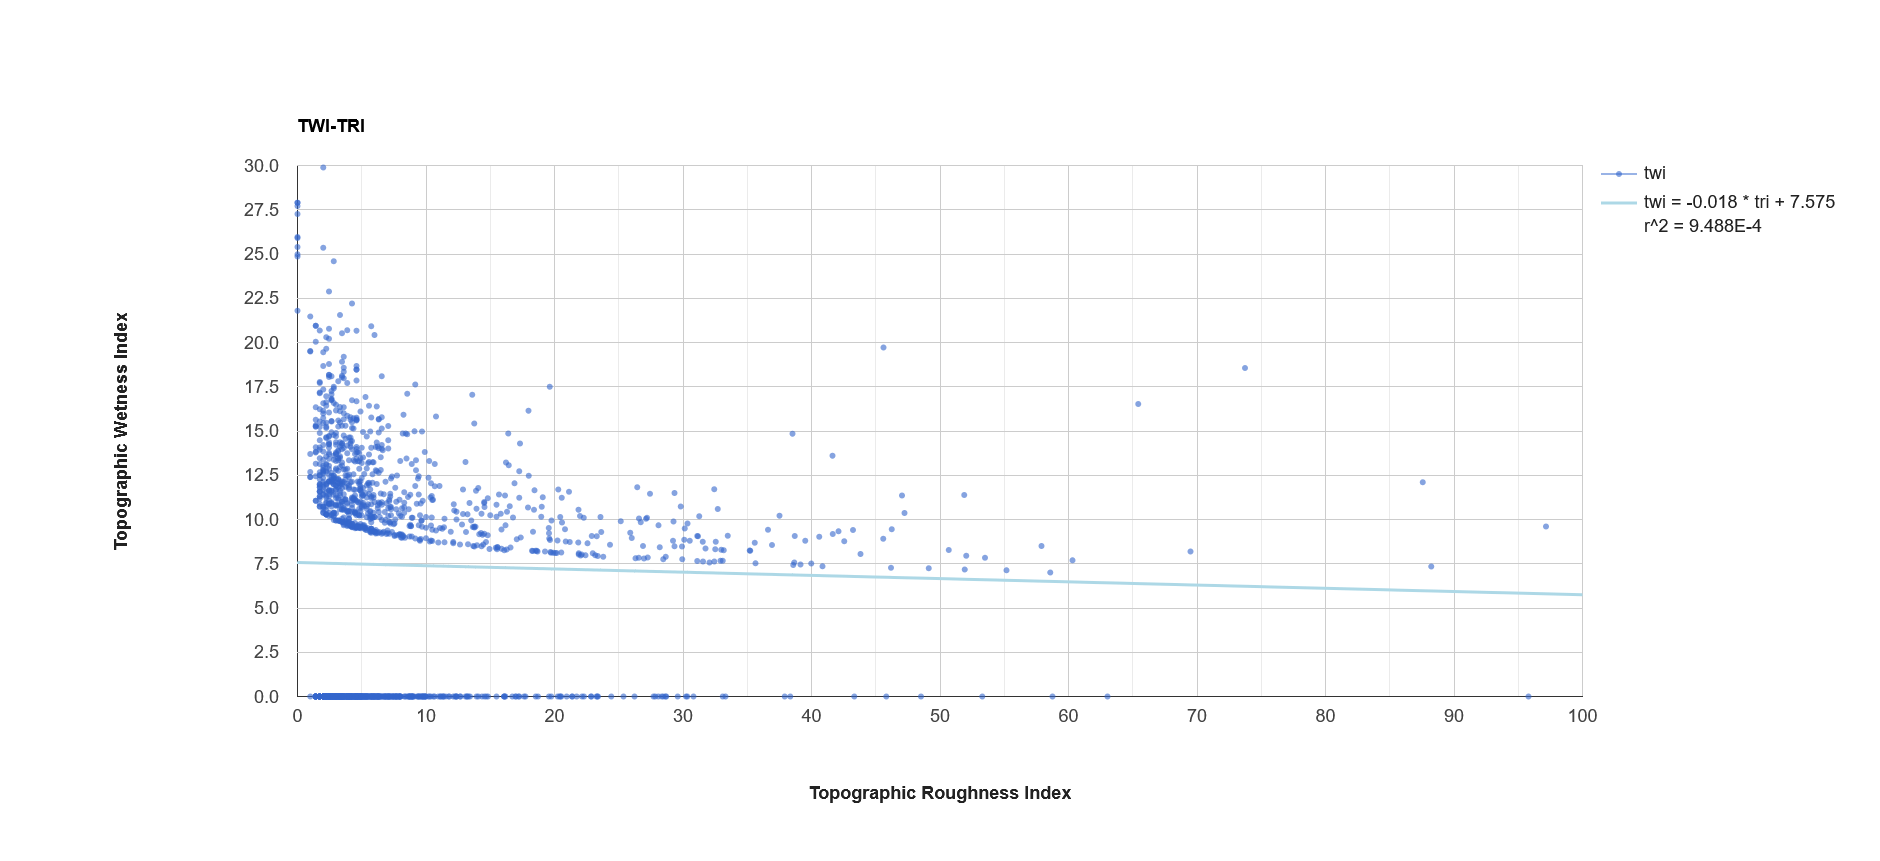 TWI-TRI
30.0
27.5
25.0
22.5
20.0
17.5
15.0
12.5
10.0
7.5
5.0
2.5
0.0
0 10 20 30 40 50 60 70 80 90 100
Topographic Wetness Index
Topographic Roughness Index
twi
twi = -0.018 * tri + 7.575
r^2 = 9.488E-4